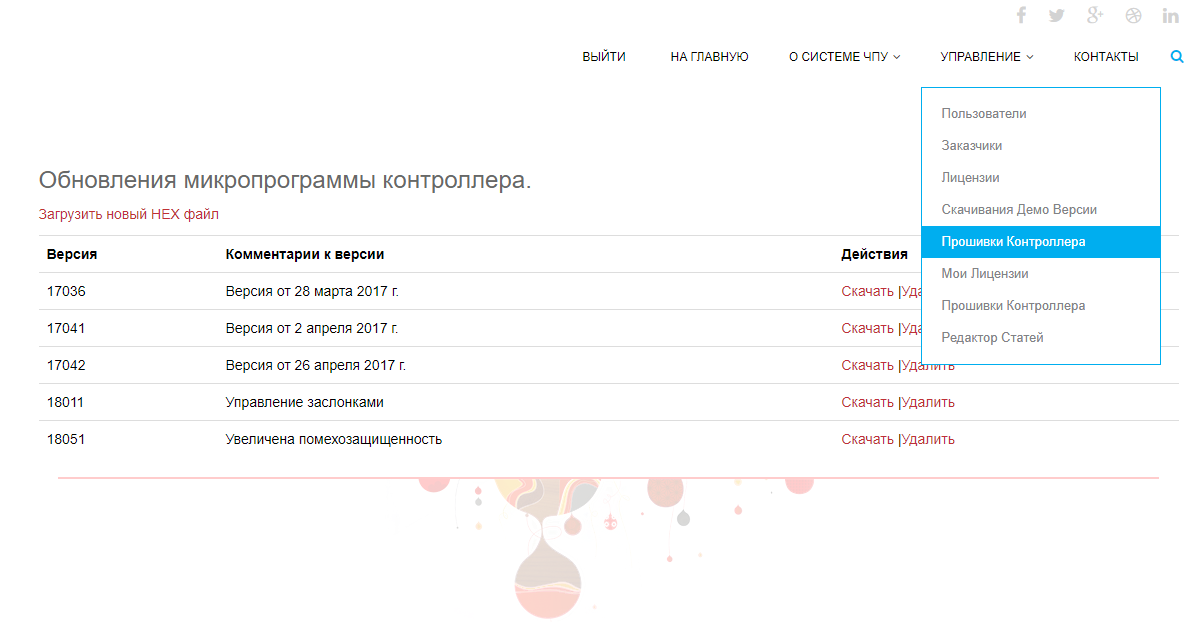 ВЫЙТИ НА ГЛАВНУЮ О СИСТЕМЕ ЧПУ УПРАВЛЕНИЕ КОНТАКТЫ
Пользователи
Заказчики
Лицензии
Скачивания Демо Версии
Прошивки Контроллера
Мои Лицензии
Прошивки Контроллера
Редактор Статей
Обновления микропрограммы контроллера.
Загрузить новый HEX файл
Версия Комментарии к версии Действия
17036 Версия от 28 марта 2017 г. Скачать |Уда
17041 Версия от 2 апреля 2017 г. Скачать |Уда
17042 Версия от 26 апреля 2017 г. Скачать |Удалить
18011 Управление заслонками Скачать |Удалить
18051 Увеличена помехозащищенность Скачать |Удалить